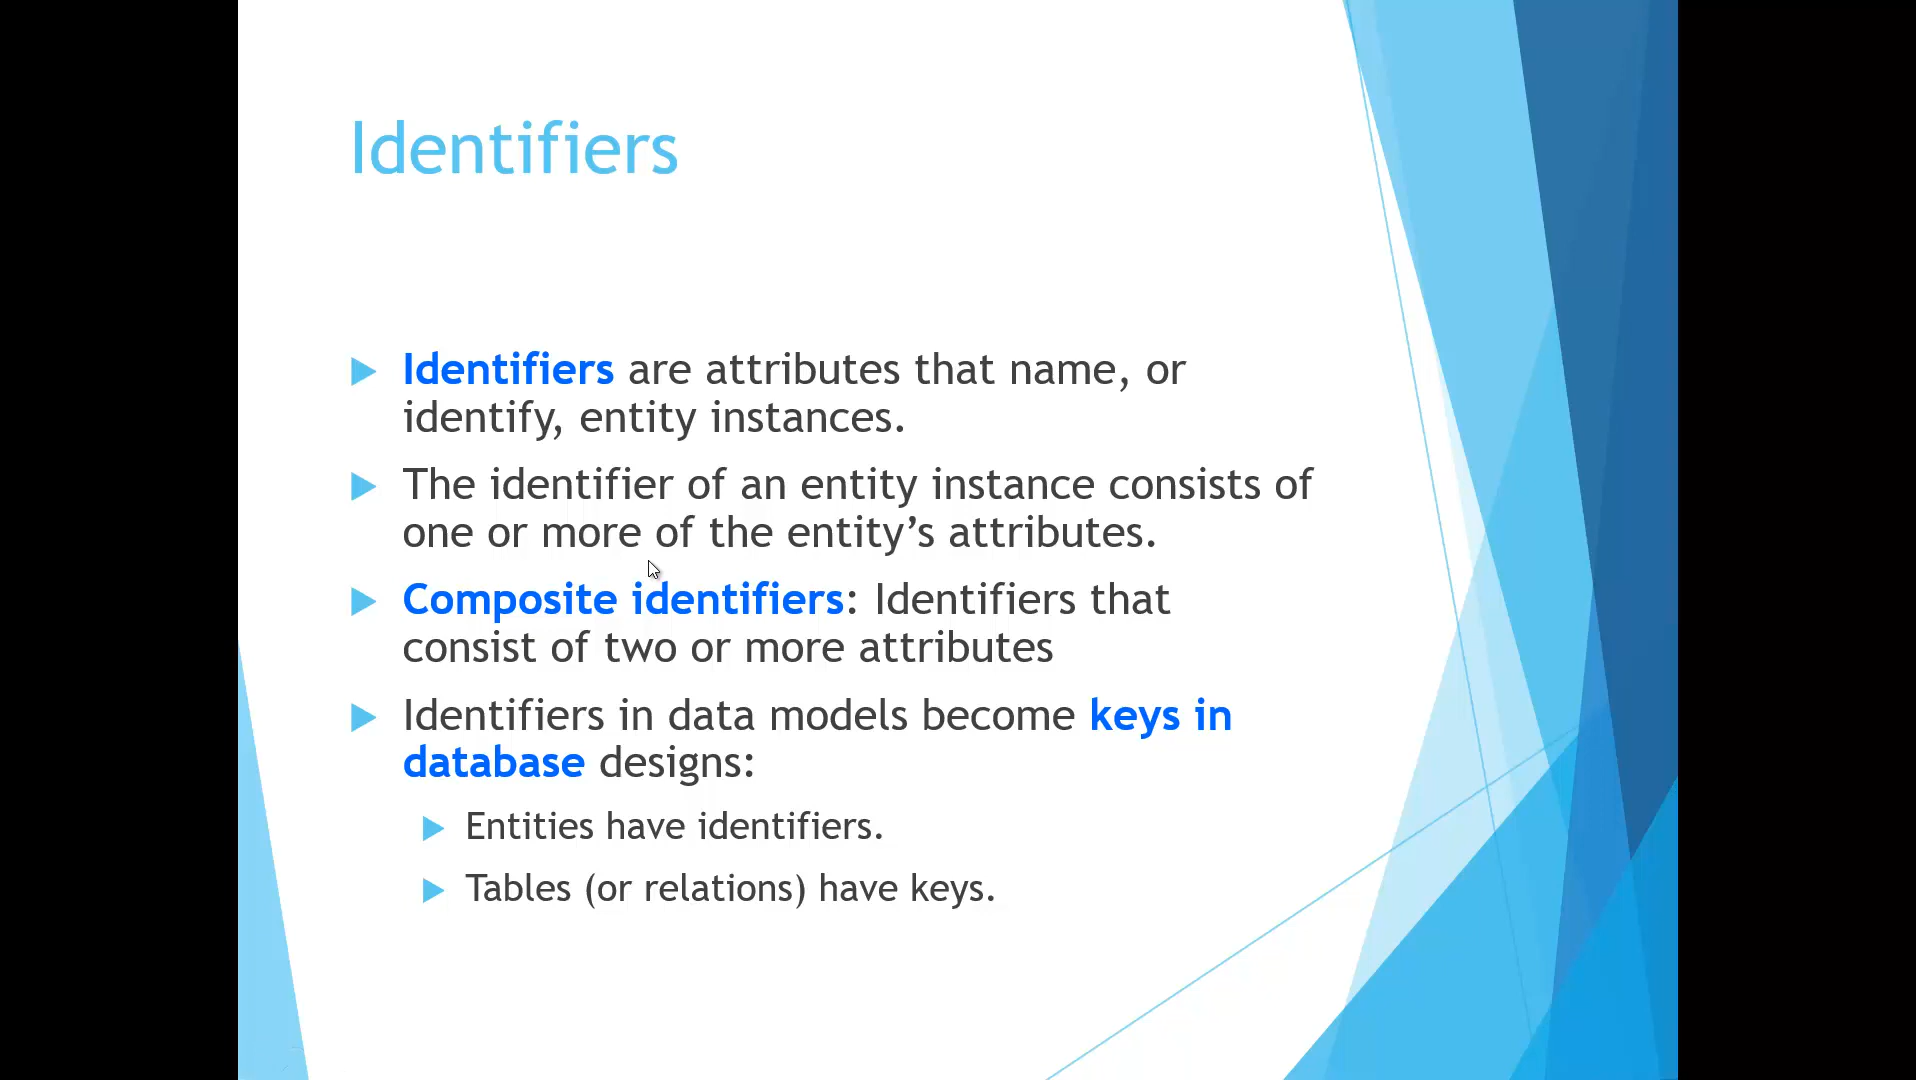 Identifiers
Identifiers are attributes that name, or
identify, entity instances.
The identifier of an entity instance consists of
one or more of the entity’s attributes.
Composite identifiers: Identifiers that
consist of two or more attributes
Identifiers in data models become keys in
database designs:
Entities have identifiers.
Tables (or relations) have keys.